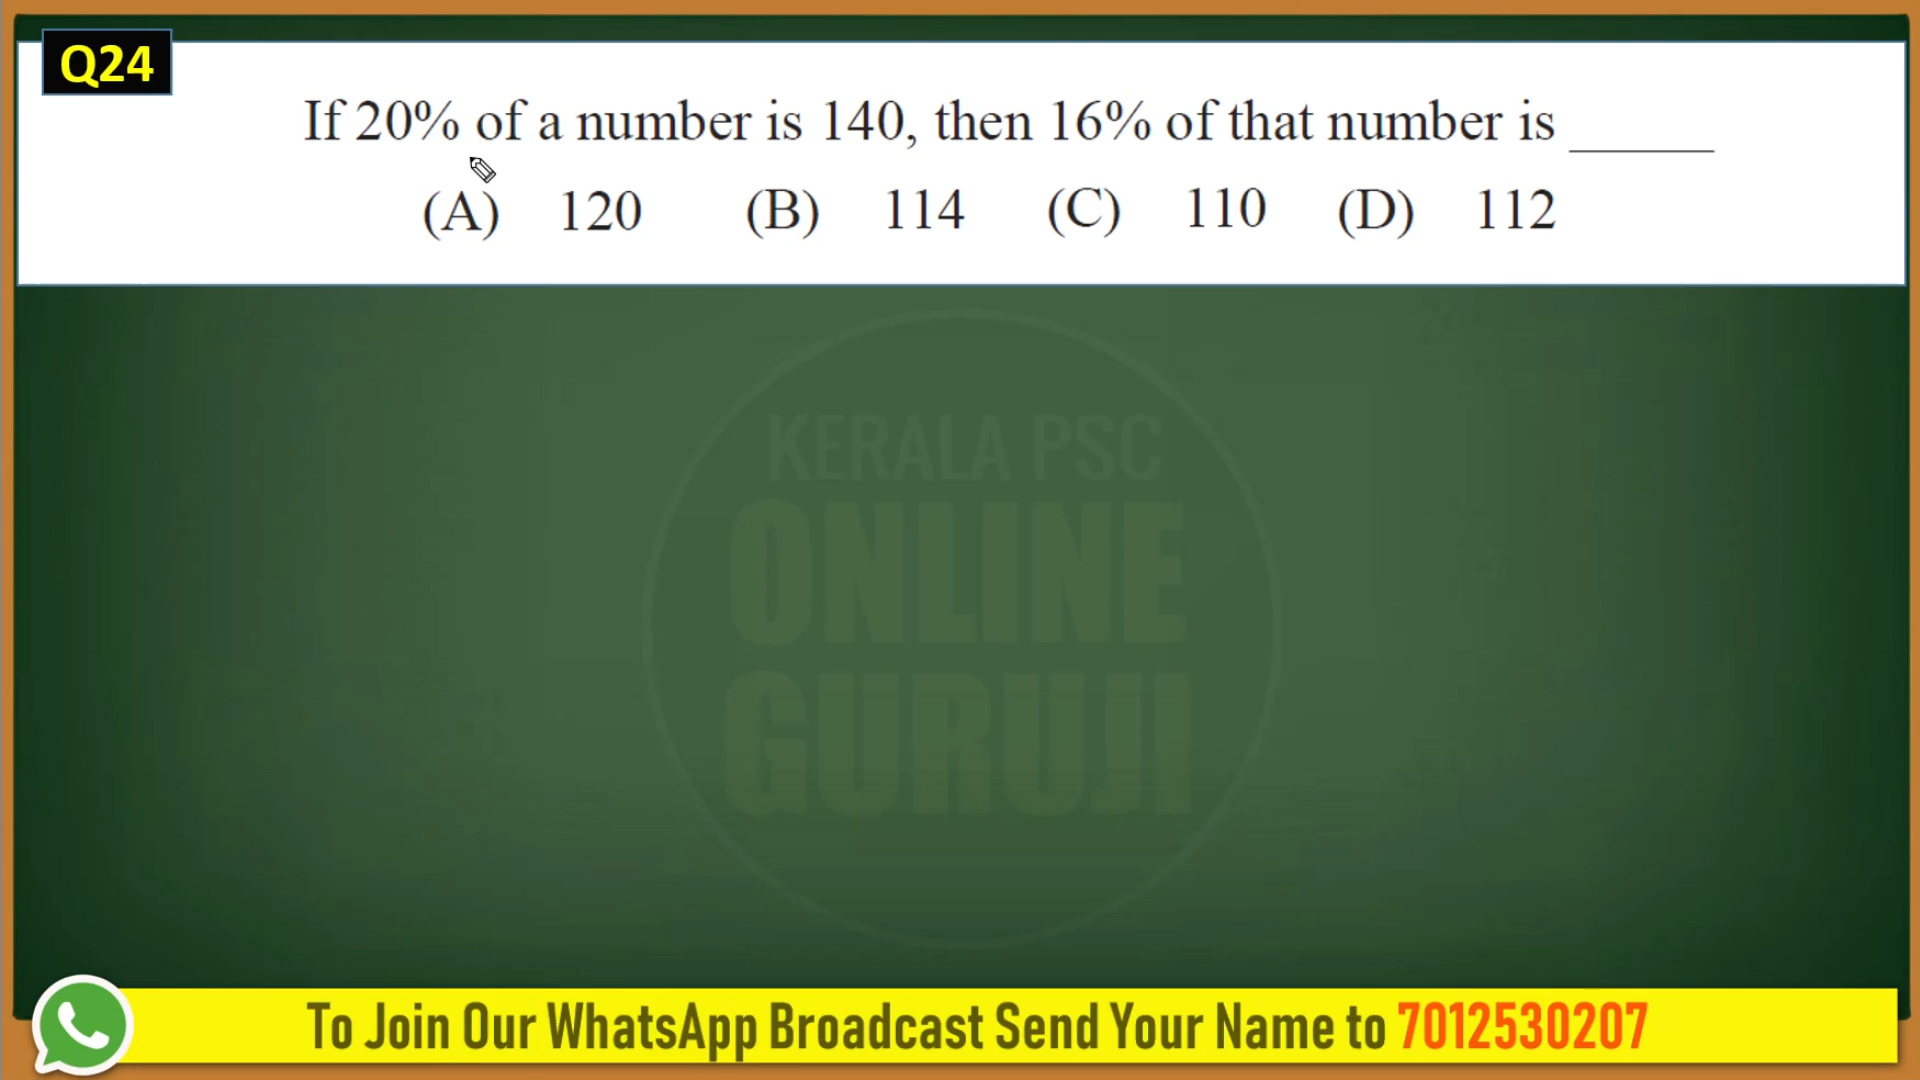 Q24
If 20% of a number is 140, then 16% of that number is ______
(A) 120 (B) 114 (C) 110 (D) 112
KERALA PSC
ONLINE
GURUJI
To Join Our WhatsApp Broadcast Send Your Name to 7012530207